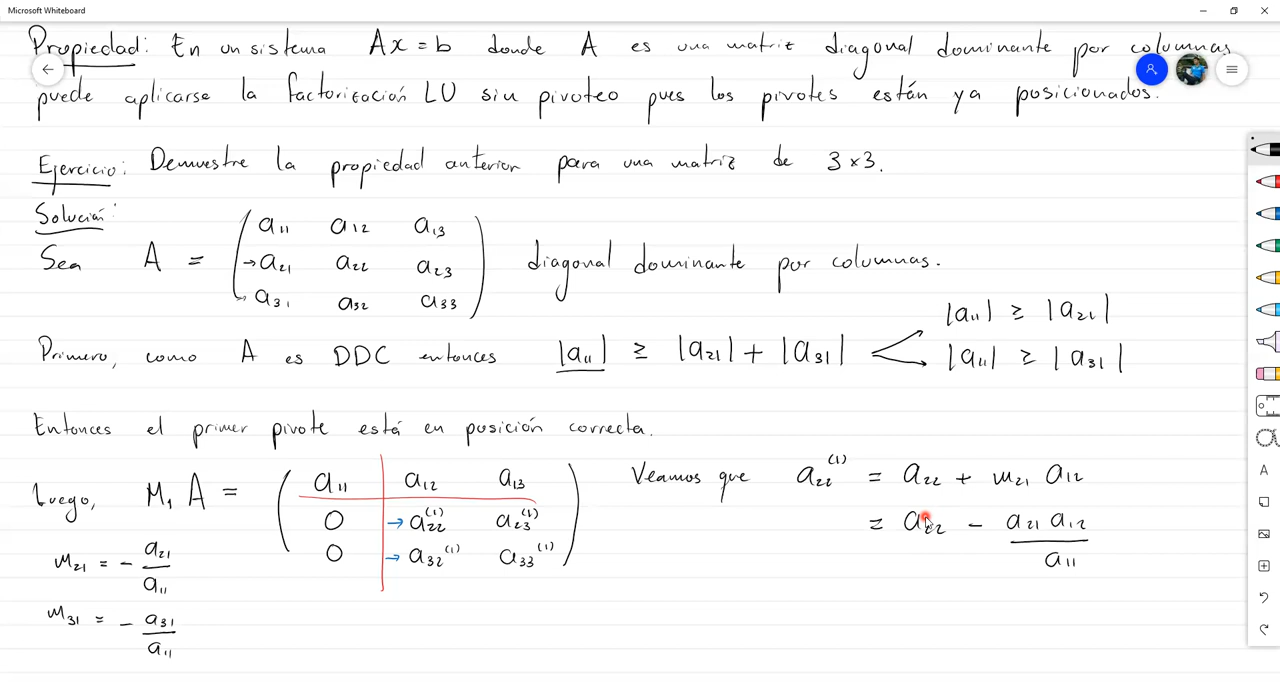 Microsoft Whiteboard
Propiedad: En un sistema Ax = b donde A es una matriz diagonal dominante por columnas
puede aplicarse la factorización LU sin pivoteo pues los pivotes están ya posicionados.
Ejercicio: Demuestre la propiedad anterior para una matriz de 3×3.
Solución:
Sea A = ( a11 a12 a13
→a21 a22 a23
→a31 a32 a33 ) diagonal dominante por columnas.
Primero, como A es DDC entonces |a11| ≥ |a21| + |a31|
|a11| ≥ |a21|
|a11| ≥ |a31|
Entonces el primer pivote está en posición correcta.
Luego, M1 A = ( a11 a12 a13
0 → a22^(1) a23^(1)
0 → a32^(1) a33^(1) )
m21 = - a21 / a11
m31 = - a31 / a11
Veamos que a22^(1) = a22 + m21 a12
= a22 - a21 a12 / a11
A